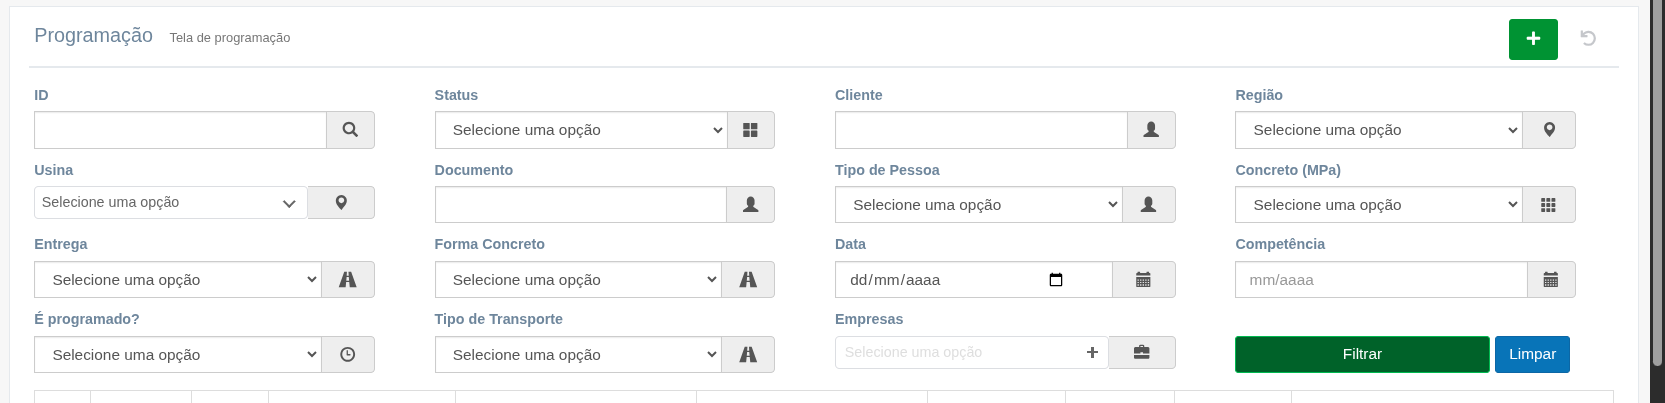 Programação Tela de programação
ID Status Cliente Região
Selecione uma opção Selecione uma opção
Usina Documento Tipo de Pessoa Concreto (MPa)
Selecione uma opção Selecione uma opção Selecione uma opção
Entrega Forma Concreto Data Competência
Selecione uma opção Selecione uma opção dd/mm/aaaa mm/aaaa
É programado? Tipo de Transporte Empresas
Selecione uma opção Selecione uma opção Selecione uma opção Filtrar Limpar